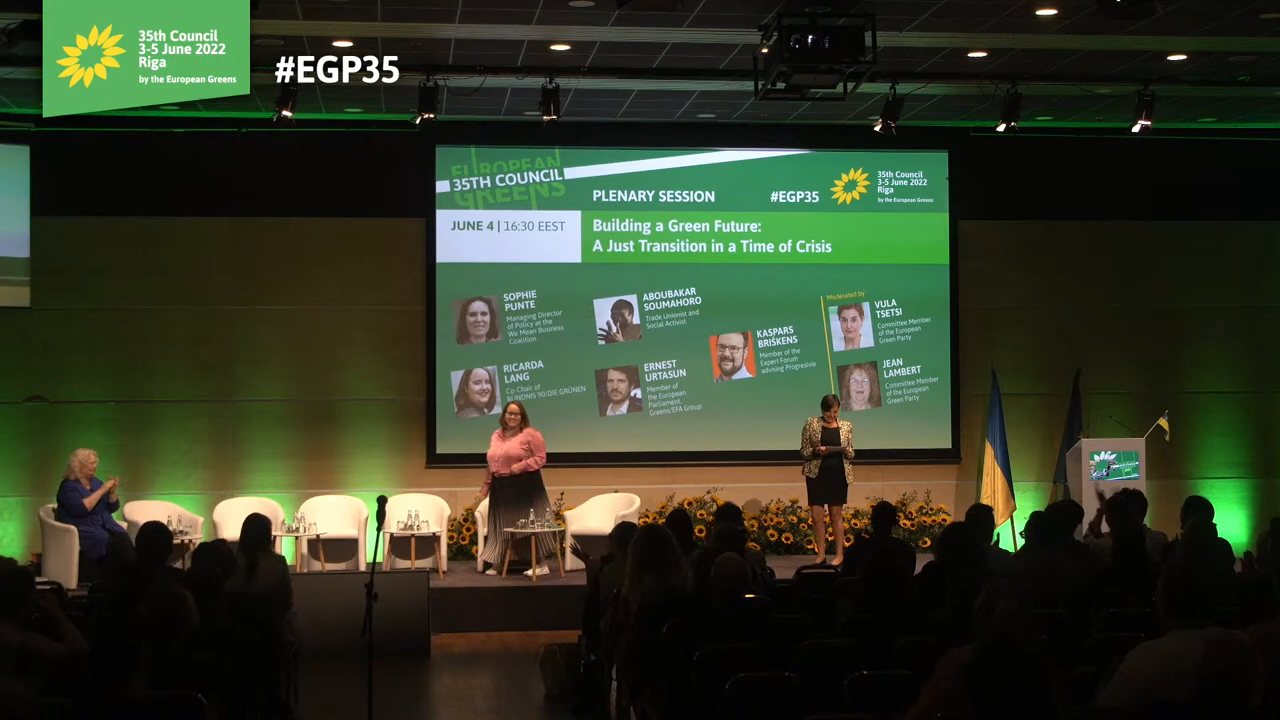 35th Council
3-5 June 2022
Riga
by the European Greens
#EGP35
EUROPEAN
35TH COUNCIL
GREENS
PLENARY SESSION
#EGP35
35th Council
3-5 June 2022
Riga
by the European Greens
JUNE 4 | 16:30 EEST
Building a Green Future:
A Just Transition in a Time of Crisis
SOPHIE
PUNTE
Managing Director
of Policy at the
We Mean Business
Coalition
ABOUBAKAR
SOUMAHORO
Trade Unionist and
Social Activist
KASPARS
BRIŠKENS
Member of the
Expert Forum
advising Progresīvie
Moderated by:
VULA
TSETSI
Committee Member
of the European
Green Party
RICARDA
LANG
Co-Chair of
BÜNDNIS 90/DIE GRÜNEN
ERNEST
URTASUN
Member of
the European
Parliament,
Greens/EFA Group
JEAN
LAMBERT
Committee Member
of the European
Green Party